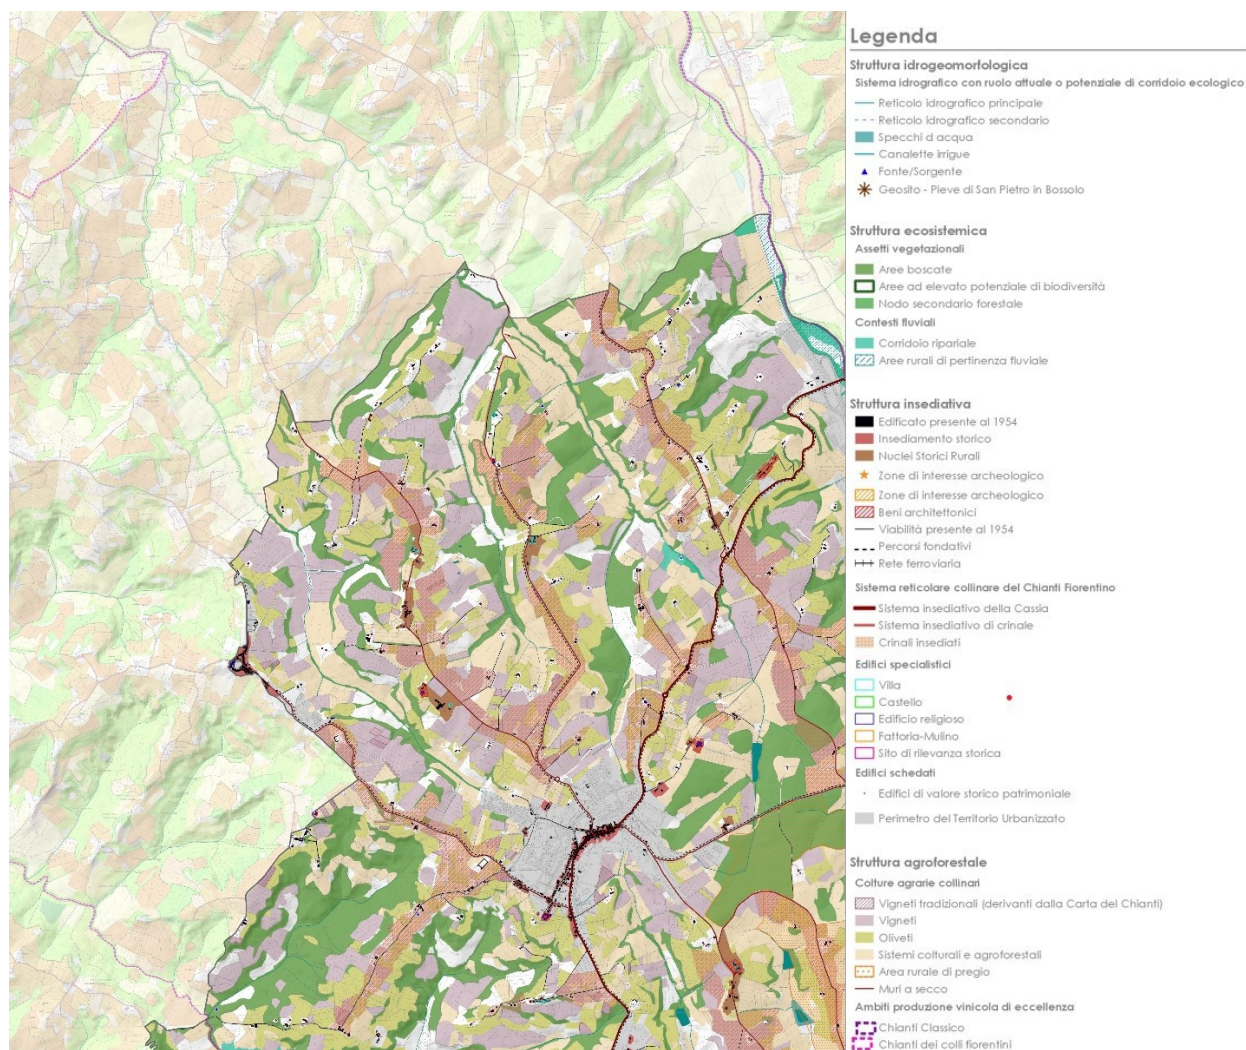 Legenda
Struttura idrogeomorfologica
Sistema idrografico con ruolo attuale o potenziale di corridoio ecologico
Reticolo idrografico principale
Reticolo idrografico secondario
Specchi d acqua
Canalette irrigue
Fonte/Sorgente
Geosito - Pieve di San Pietro in Bossolo
Struttura ecosistemica
Assetti vegetazionali
Aree boscate
Aree ad elevato potenziale di biodiversità
Nodo secondario forestale
Contesti fluviali
Corridoio ripariale
Aree rurali di pertinenza fluviale
Struttura insediativa
Edificato presente al 1954
Insediamento storico
Nuclei Storici Rurali
Zone di interesse archeologico
Zone di interesse archeologico
Beni architettonici
Viabilità presente al 1954
Percorsi fondativi
Rete ferroviaria
Sistema reticolare collinare del Chianti Fiorentino
Sistema insediativo della Cassia
Sistema insediativo di crinale
Crinali insediati
Edifici specialistici
Villa
Castello
Edificio religioso
Fattoria-Mulino
Sito di rilevanza storica
Edifici schedati
Edifici di valore storico patrimoniale
Perimetro del Territorio Urbanizzato
Struttura agroforestale
Colture agrarie collinari
Vigneti tradizionali (derivanti dalla Carta del Chianti)
Vigneti
Oliveti
Sistemi colturali e agroforestali
Area rurale di pregio
Muri a secco
Ambiti produzione vinicola di eccellenza
Chianti Classico
Chianti dei colli fiorentini